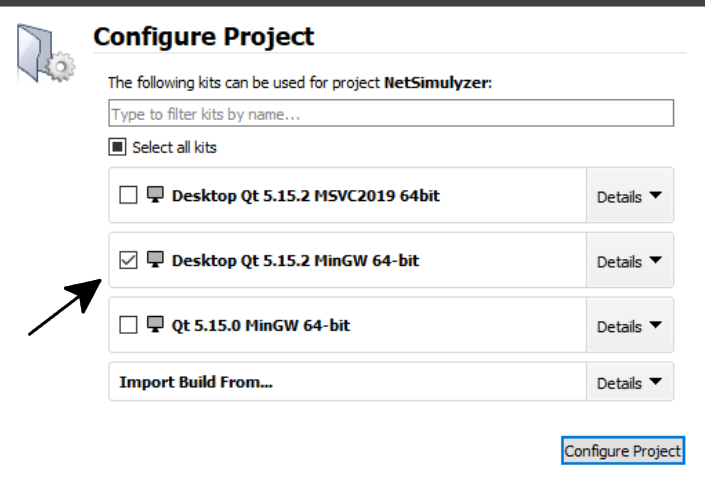 Configure Project
The following kits can be used for project NetSimulyzer:
Type to filter kits by name...
Select all kits
Desktop Qt 5.15.2 MSVC2019 64bit
Details
Desktop Qt 5.15.2 MinGW 64-bit
Details
Qt 5.15.0 MinGW 64-bit
Details
Import Build From...
Details
Configure Project